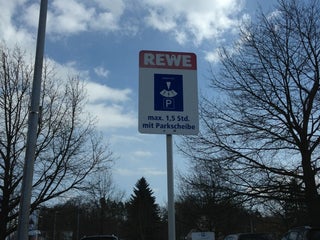 REWE
P
max. 1,5 Std.
mit Parkscheibe